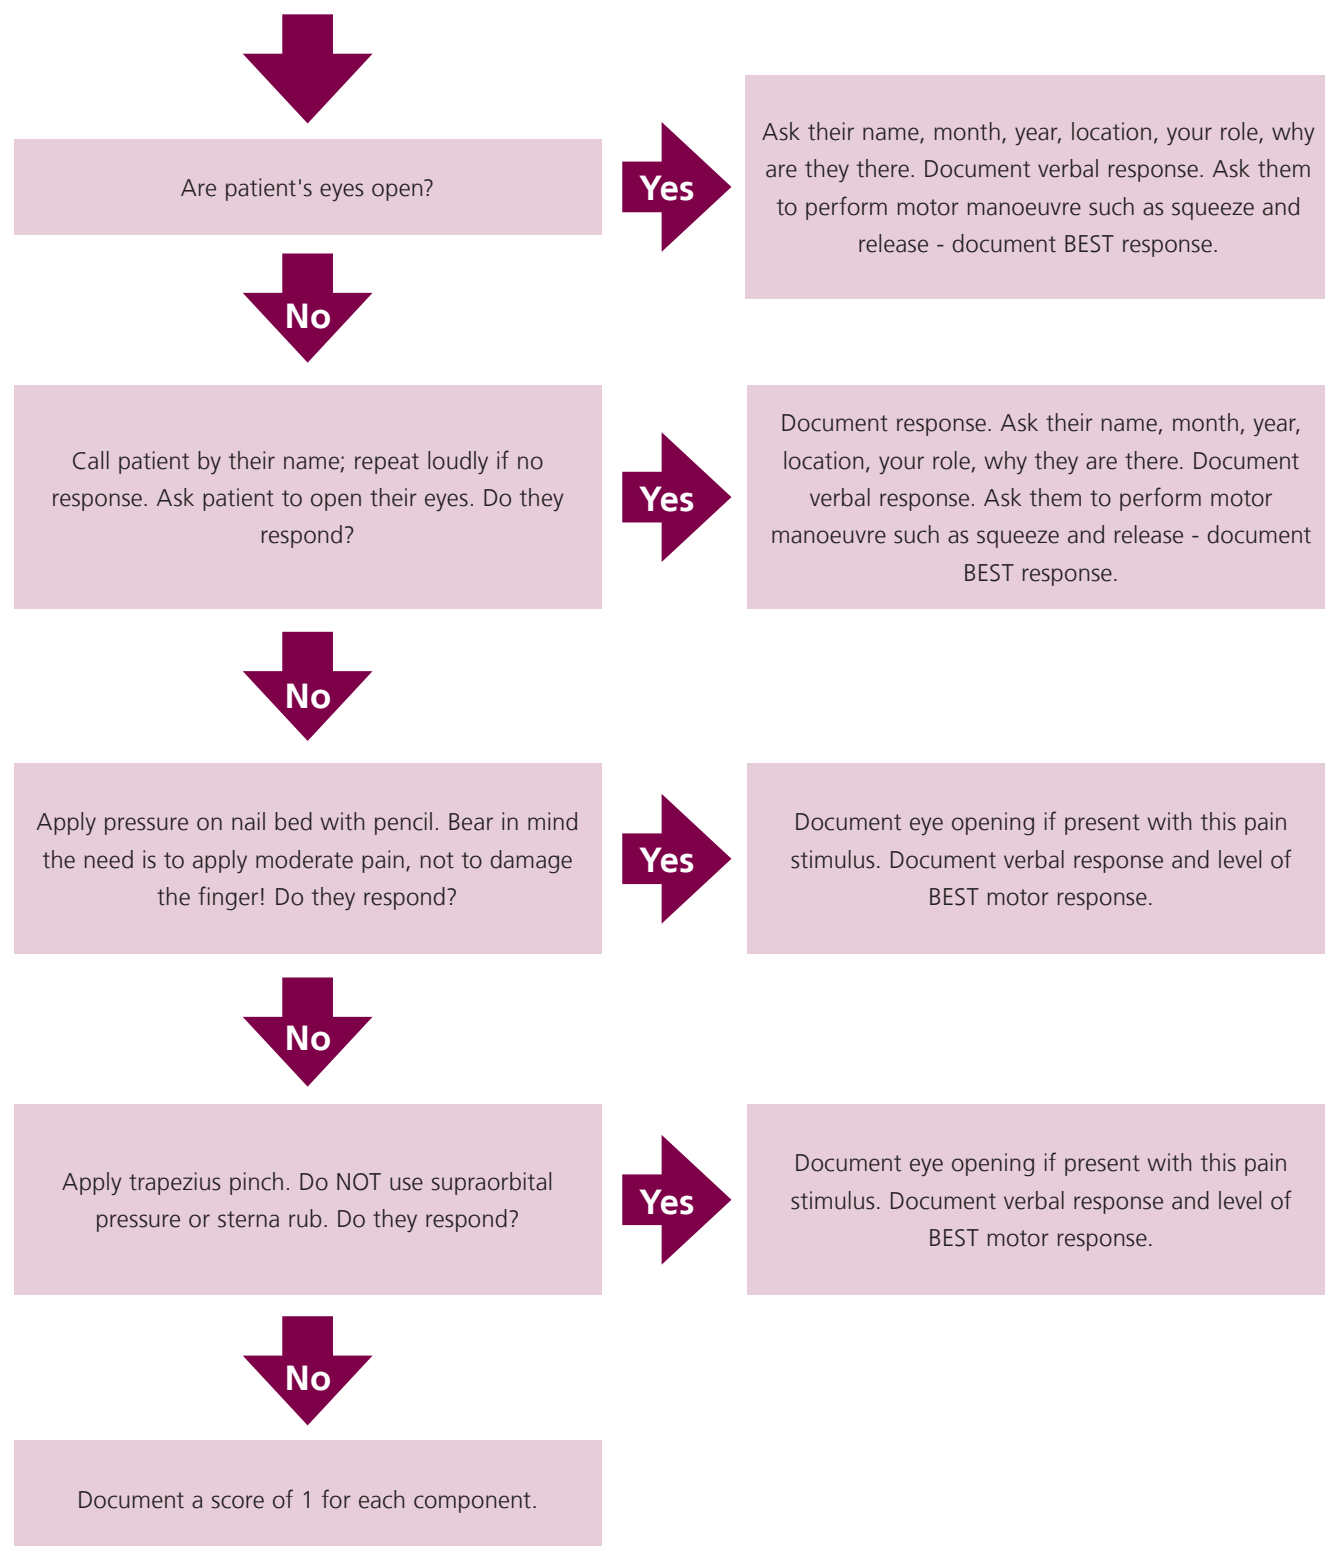 Are patient's eyes open?
Yes
Ask their name, month, year, location, your role, why
are they there. Document verbal response. Ask them
to perform motor manoeuvre such as squeeze and
release - document BEST response.
No
Call patient by their name; repeat loudly if no
response. Ask patient to open their eyes. Do they
respond?
Yes
Document response. Ask their name, month, year,
location, your role, why they are there. Document
verbal response. Ask them to perform motor
manoeuvre such as squeeze and release - document
BEST response.
No
Apply pressure on nail bed with pencil. Bear in mind
the need is to apply moderate pain, not to damage
the finger! Do they respond?
Yes
Document eye opening if present with this pain
stimulus. Document verbal response and level of
BEST motor response.
No
Apply trapezius pinch. Do NOT use supraorbital
pressure or sterna rub. Do they respond?
Yes
Document eye opening if present with this pain
stimulus. Document verbal response and level of
BEST motor response.
No
Document a score of 1 for each component.